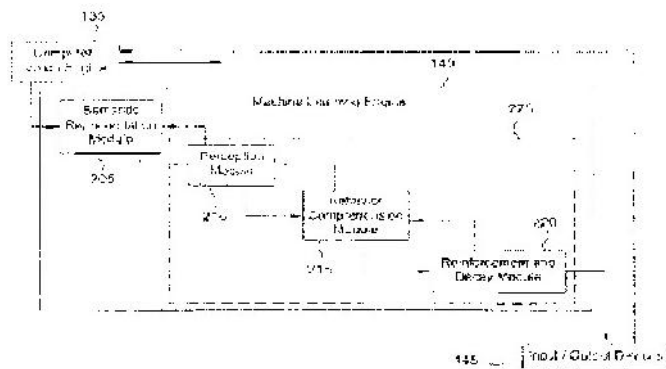 135
Computer
Vision Engine
140
Machine Learning Engine
Semantic
Representation
Module
205
270
Perception
Module
210
Behavior
Comprehension
Module
215
220
Reinforcement and
Decay Module
145
Input / Output Devices